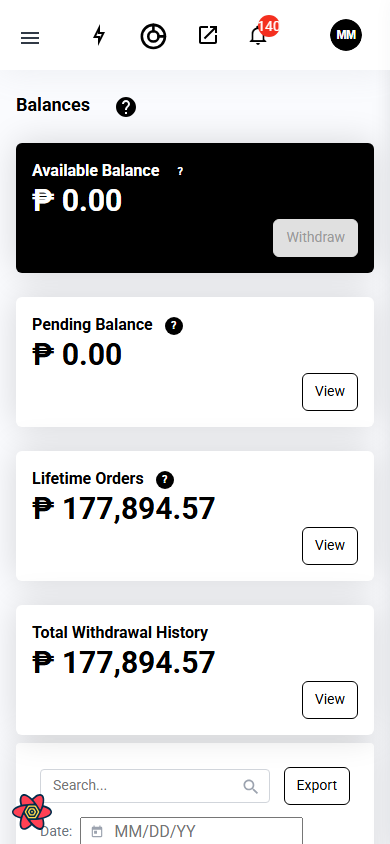 140
MM
Balances ?
Available Balance ?
₱ 0.00
Withdraw
Pending Balance ?
₱ 0.00
View
Lifetime Orders ?
₱ 177,894.57
View
Total Withdrawal History
₱ 177,894.57
View
Search...
Export
Date: MM/DD/YY